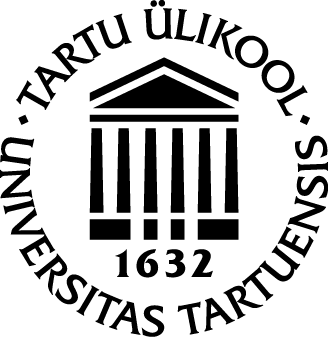 · TARTU ÜLIKOOL ·
UNIVERSITAS TARTUENSIS
1632